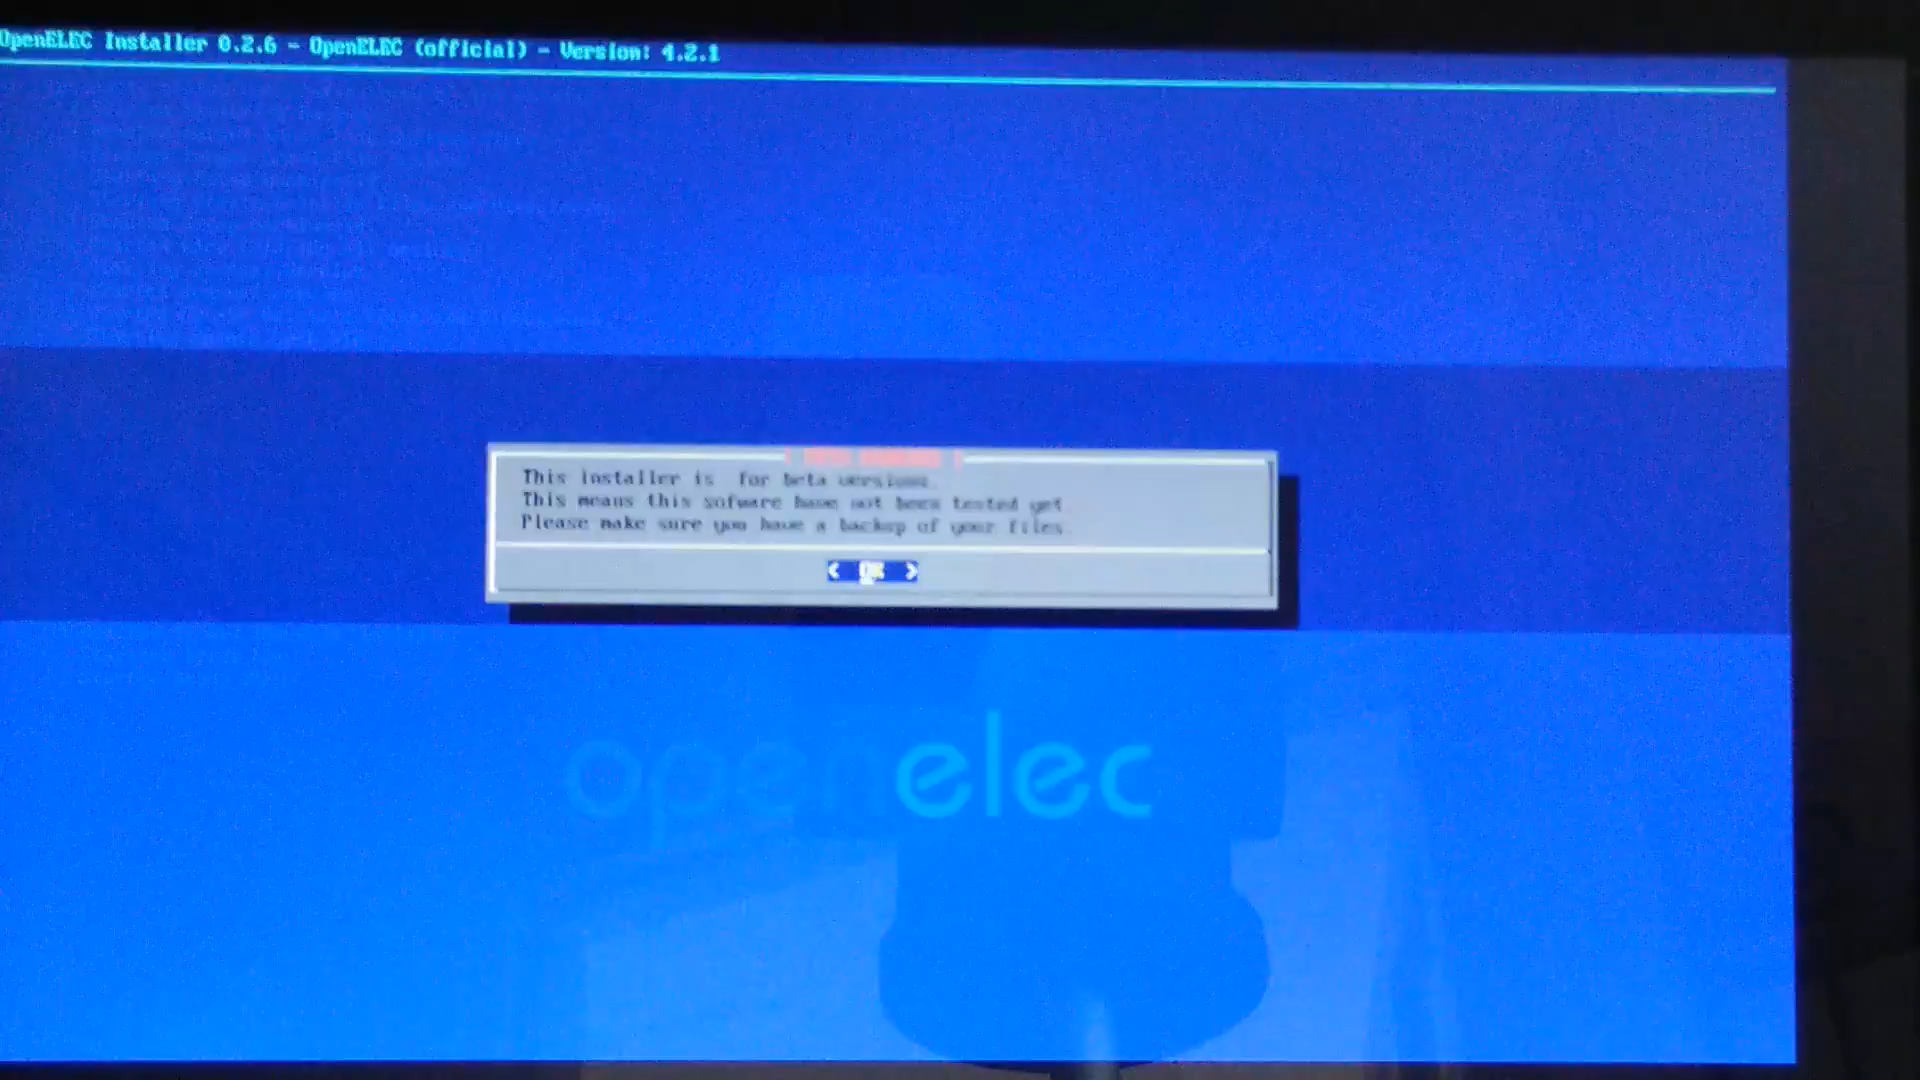 OpenELEC Installer 0.2.6 - OpenELEC (official) - Version: 4.2.1
This installer is for beta versions.
This means this sofware have not been tested yet
Please make sure you have a backup of your files.
< OK >
openelec